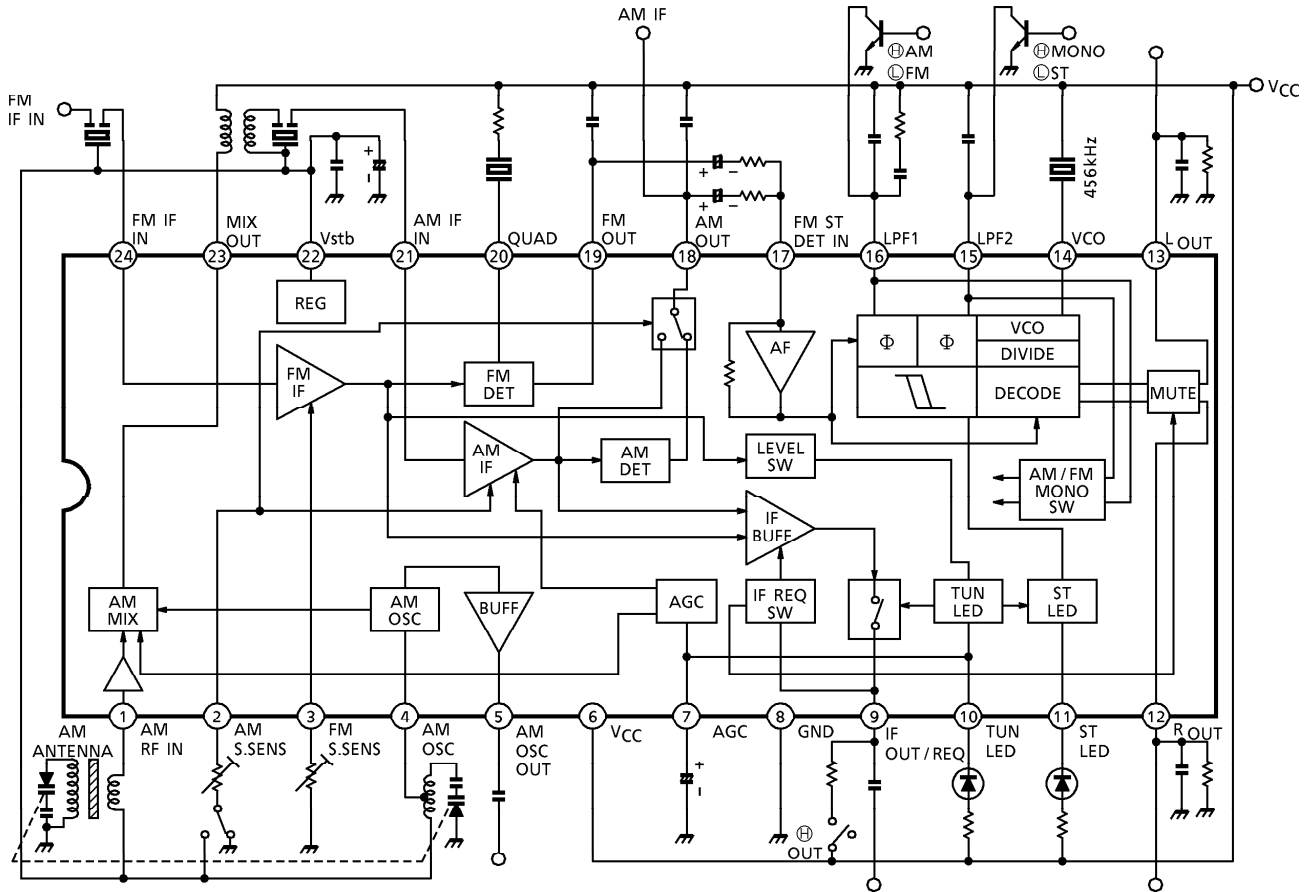 AM IF
Ⓗ AM
Ⓛ FM
Ⓗ MONO
Ⓛ ST
VCC
FM
IF IN
456kHz
+
-
+ -
+ -
FM IF
IN
MIX
OUT
Vstb
AM IF
IN
QUAD
FM
OUT
AM
OUT
FM ST
DET IN
LPF1
LPF2
VCO
L OUT
24
23
22
21
20
19
18
17
16
15
14
13
REG
FM
IF
FM
DET
AF
Φ
Φ
VCO
DIVIDE
DECODE
MUTE
AM
IF
AM
DET
LEVEL
SW
AM / FM
MONO
SW
IF
BUFF
AM
MIX
AM
OSC
BUFF
AGC
IF REQ
SW
TUN
LED
ST
LED
1
2
3
4
5
6
7
8
9
10
11
12
AM
ANTENNA
AM
RF IN
AM
S.SENS
FM
S.SENS
AM
OSC
AM
OSC
OUT
VCC
AGC
GND
IF
OUT / REQ
TUN
LED
ST
LED
R OUT
+
-
Ⓗ
OUT